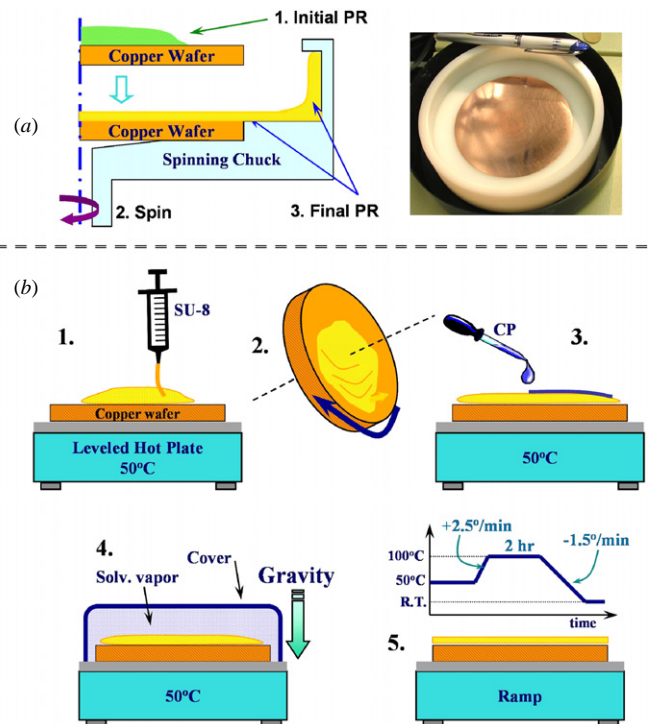 1. Initial PR
Copper Wafer
(a)
Copper Wafer
Spinning Chuck
2. Spin
3. Final PR
(b)
1.
SU-8
Copper wafer
Leveled Hot Plate
50°C
2.
CP
3.
50°C
4.
Cover
Solv. vapor
Gravity
50°C
+2.5°/min
2 hr
-1.5°/min
100°C
50°C
R.T.
time
5.
Ramp